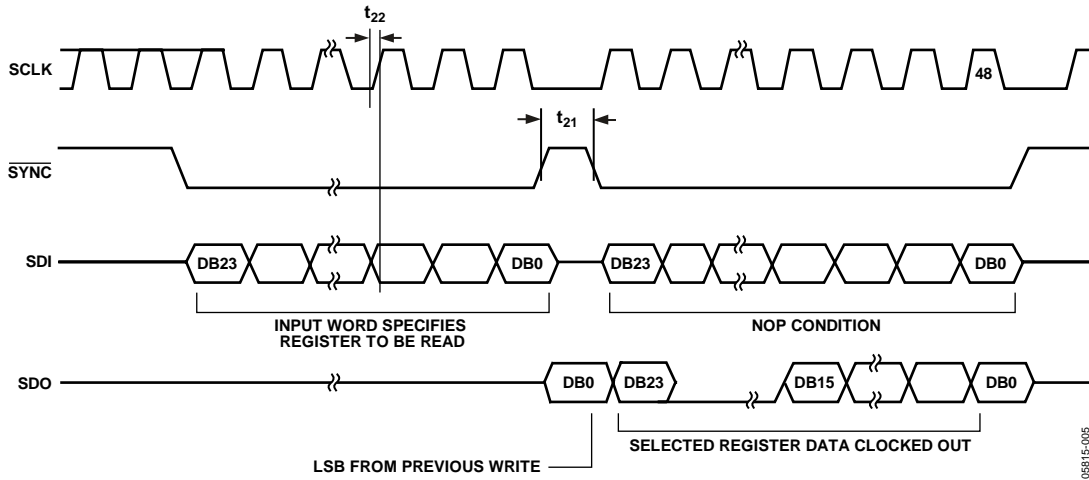 t22
SCLK
48
t21
SYNC
SDI
DB23
DB0
DB23
DB0
INPUT WORD SPECIFIES
REGISTER TO BE READ
NOP CONDITION
SDO
DB0
DB23
DB15
DB0
SELECTED REGISTER DATA CLOCKED OUT
LSB FROM PREVIOUS WRITE
05815-005